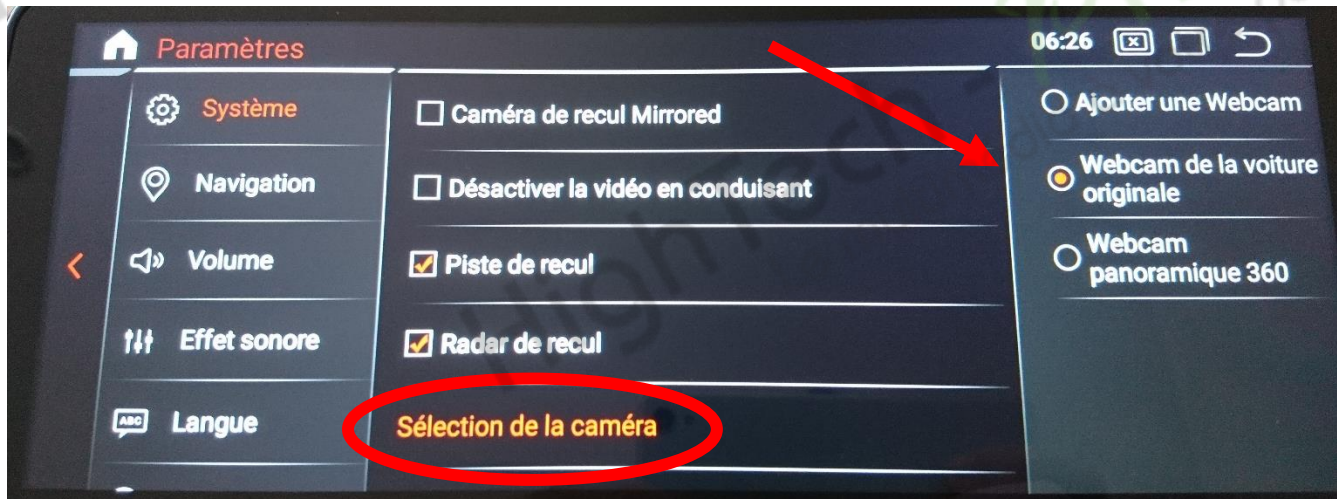 Paramètres
06:26
Système
Navigation
Volume
Effet sonore
ABC
Langue
Caméra de recul Mirrored
Désactiver la vidéo en conduisant
Piste de recul
Radar de recul
Sélection de la caméra
Ajouter une Webcam
Webcam de la voiture
originale
Webcam
panoramique 360
HighTech